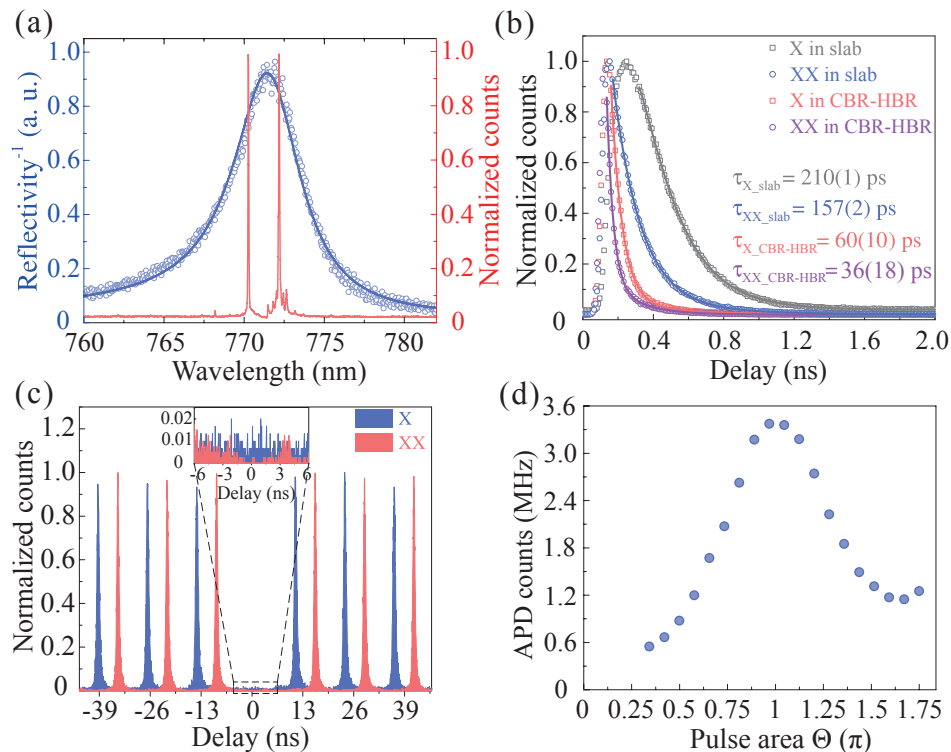 (a)
Reflectivity⁻¹ (a. u.)
1.0
0.8
0.6
0.4
0.2
0
1.0
0.8
0.6
0.4
0.2
0
Normalized counts
760 765 770 775 780
Wavelength (nm)
(b)
Normalized counts
1.0
0.8
0.6
0.4
0.2
0
X in slab
XX in slab
X in CBR-HBR
XX in CBR-HBR
τX_slab= 210(1) ps
τXX_slab= 157(2) ps
τX_CBR-HBR= 60(10) ps
τXX_CBR-HBR= 36(18) ps
0 0.4 0.8 1.2 1.6 2.0
Delay (ns)
(c)
Normalized counts
1.2
1.0
0.8
0.6
0.4
0.2
0
0.02
0.01
0
-6 -3 0 3 6
Delay (ns)
X
XX
-39 -26 -13 0 13 26 39
Delay (ns)
(d)
APD counts (MHz)
3.6
3.0
2.4
1.8
1.2
0.6
0
0 0.25 0.50 0.75 1.0 1.25 1.50 1.75
Pulse area Θ (π)